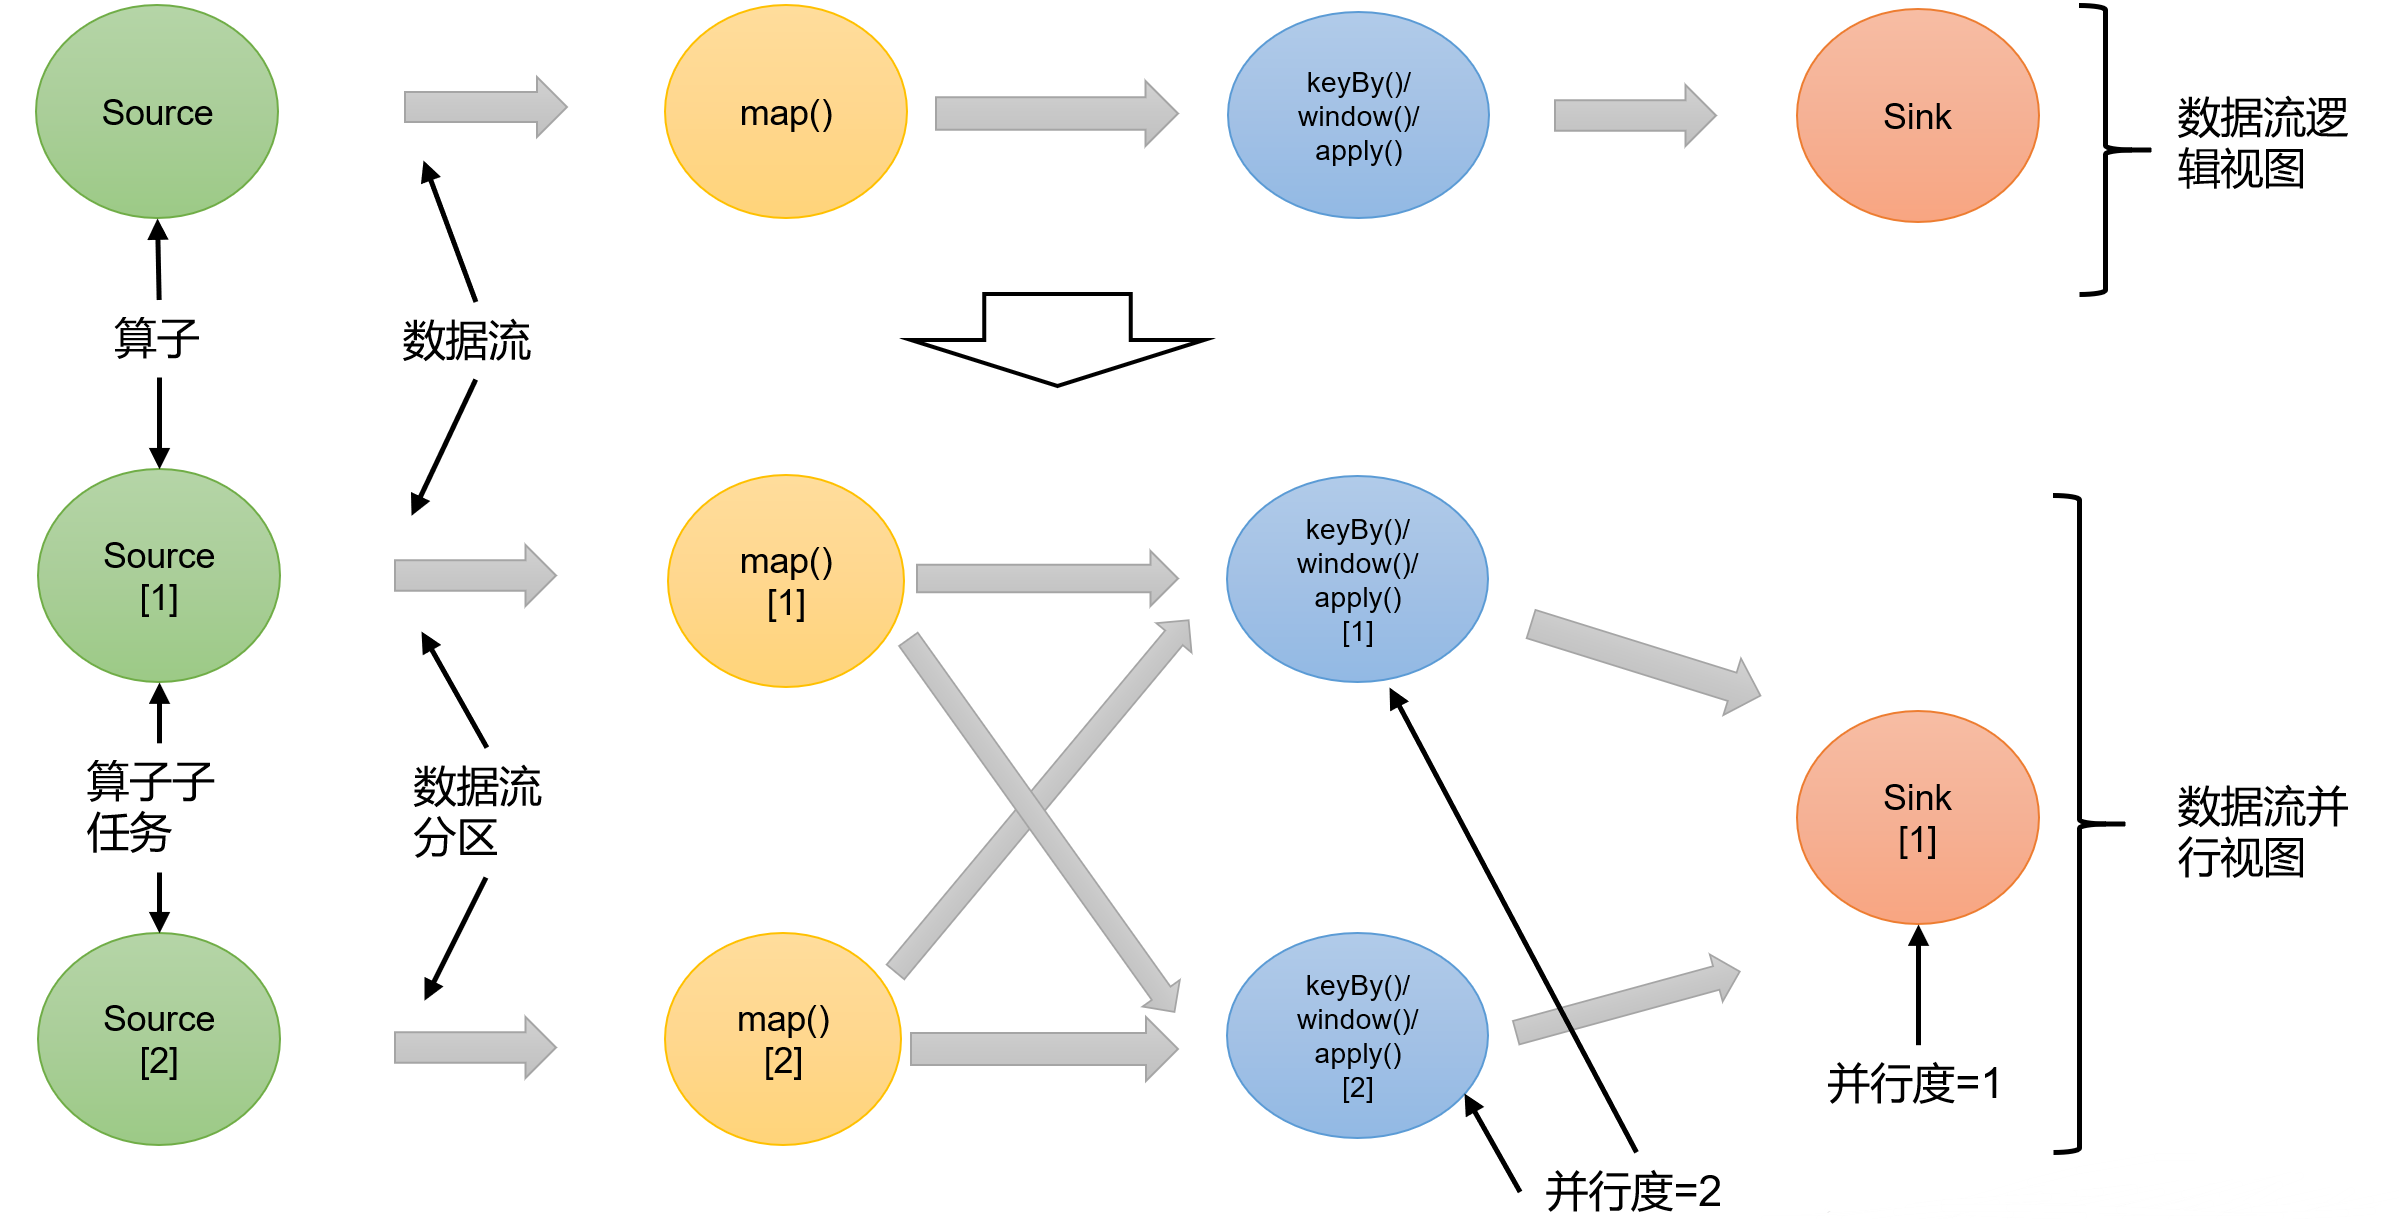 Source
map()
keyBy()/
window()/
apply()
Sink
数据流逻
辑视图
算子
数据流
Source
[1]
map()
[1]
keyBy()/
window()/
apply()
[1]
算子子
任务
数据流
分区
Sink
[1]
数据流并
行视图
Source
[2]
map()
[2]
keyBy()/
window()/
apply()
[2]
并行度=1
并行度=2